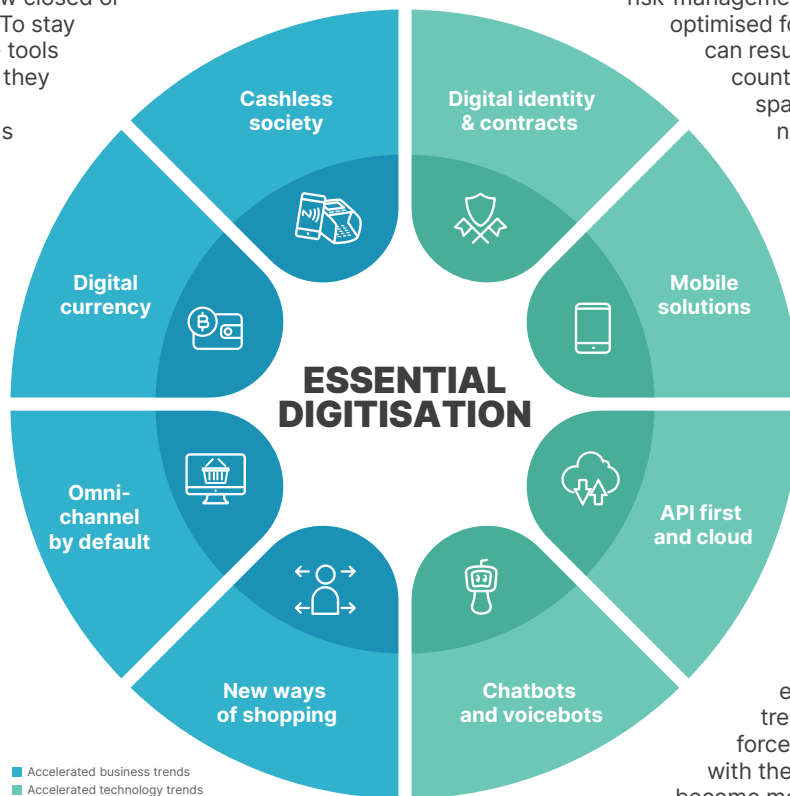 To stay
tools
they
s
risk management
optimised fo
can resu
count
spa
n
Cashless
society
Digital identity
& contracts
Digital
currency
Mobile
solutions
ESSENTIAL
DIGITISATION
Omni-
channel
by default
API first
and cloud
New ways
of shopping
Chatbots
and voicebots
Accelerated business trends
Accelerated technology trends
e
tre
force
with the